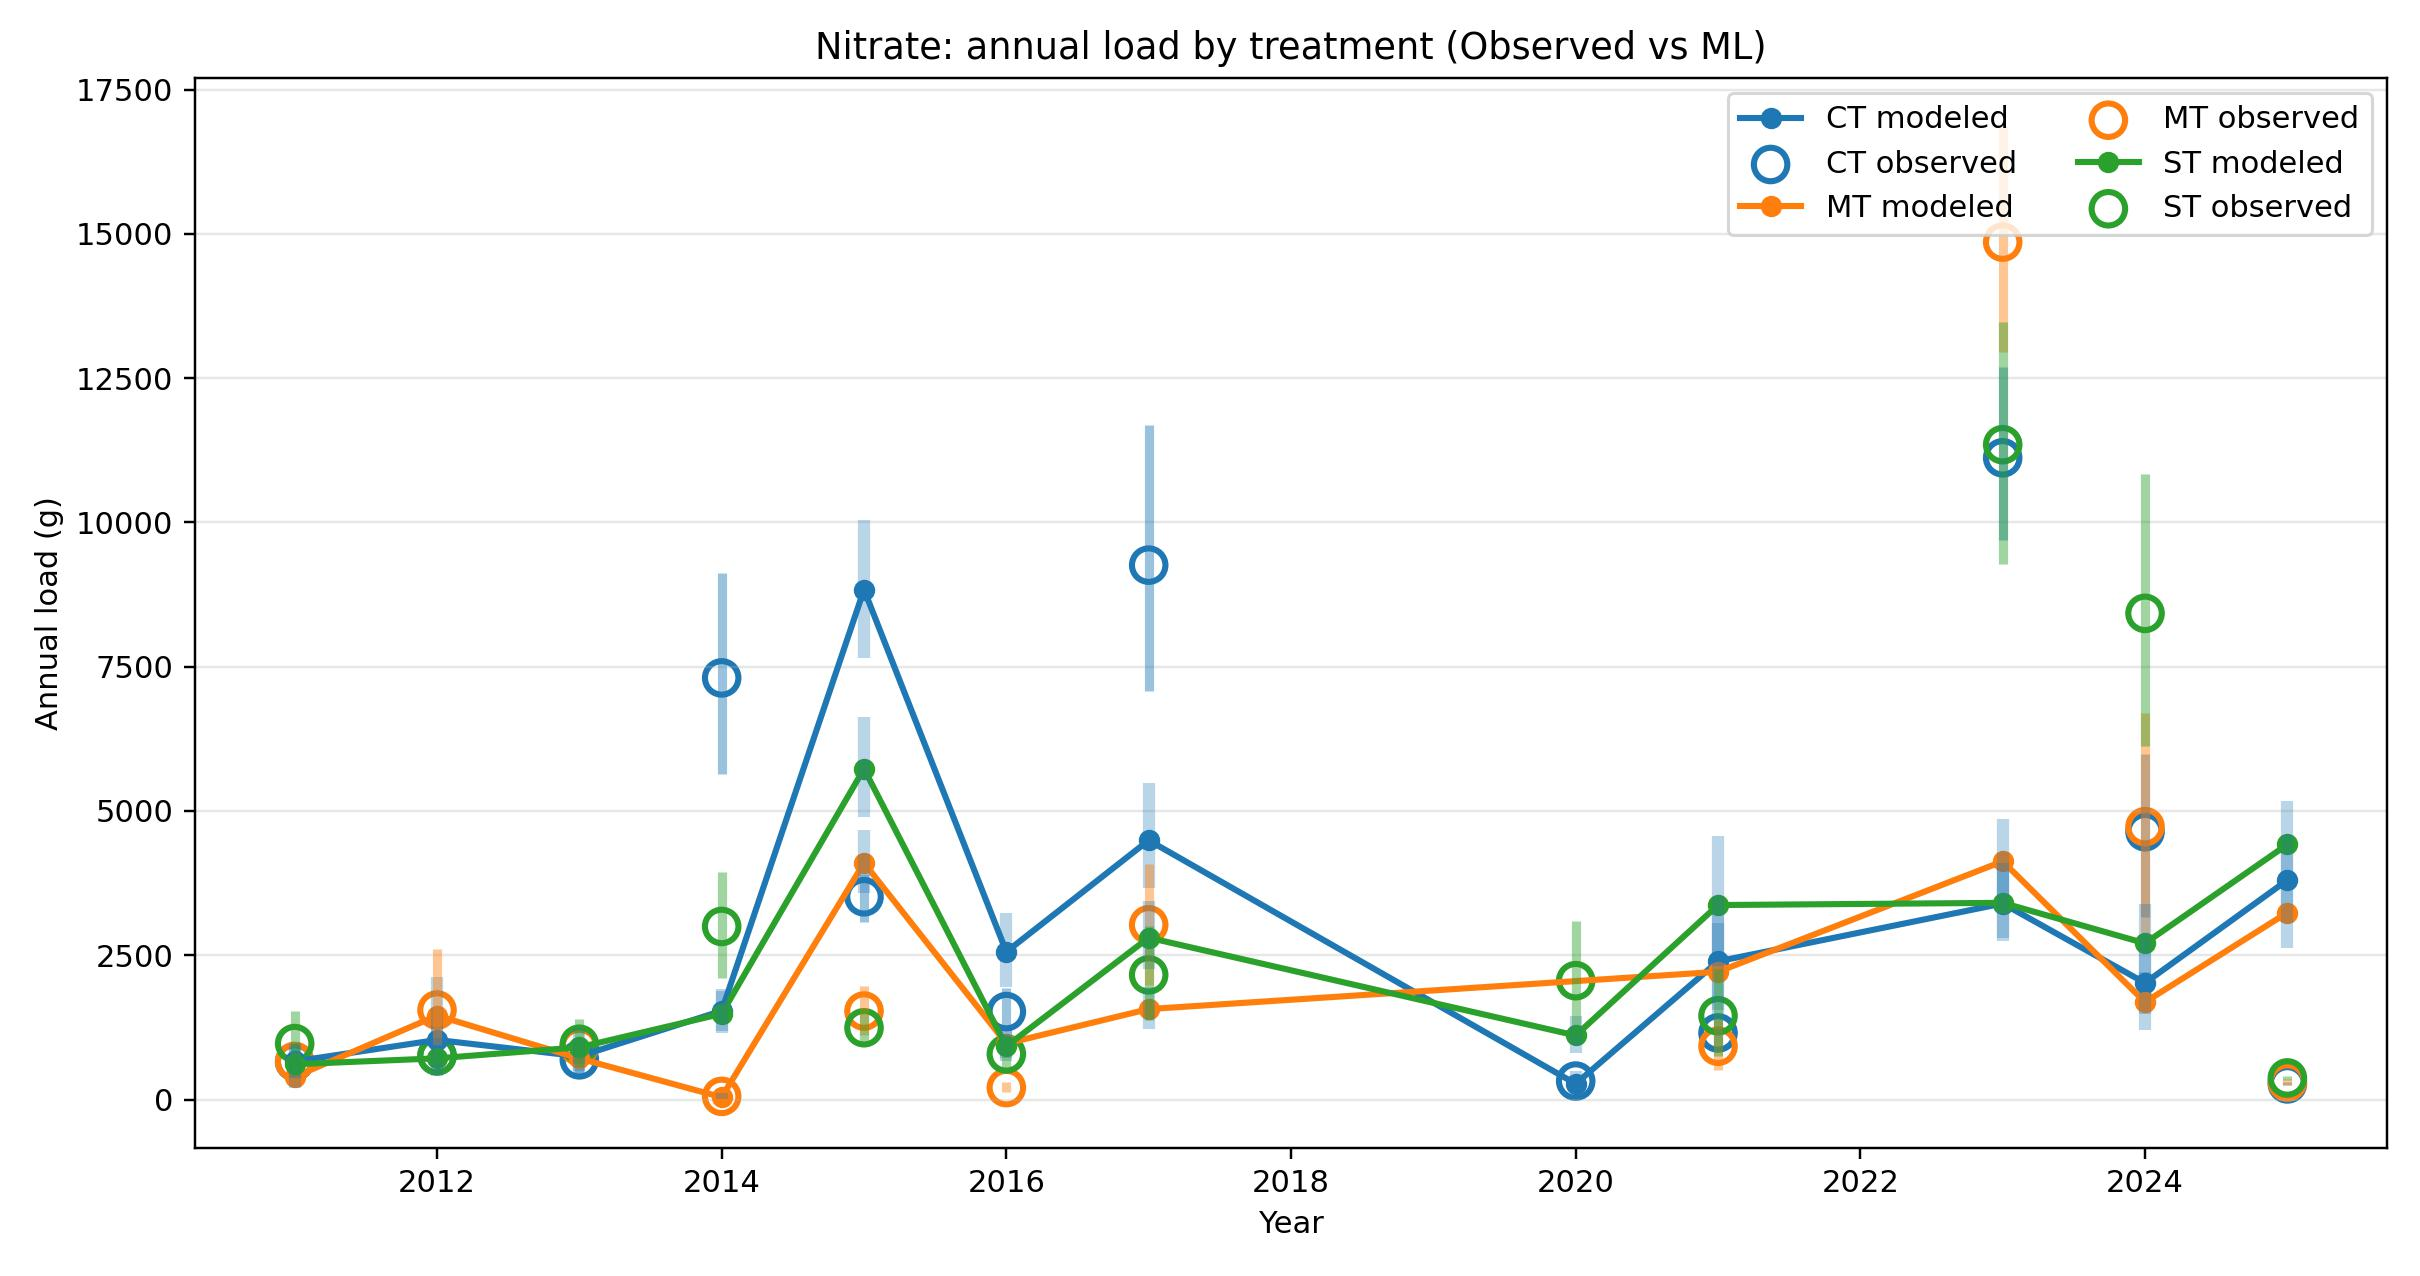 Nitrate: annual load by treatment (Observed vs ML)
17500
15000
12500
10000
7500
5000
2500
0
Annual load (g)
CT modeled
CT observed
MT modeled
MT observed
ST modeled
ST observed
2012
2014
2016
2018
2020
2022
2024
Year